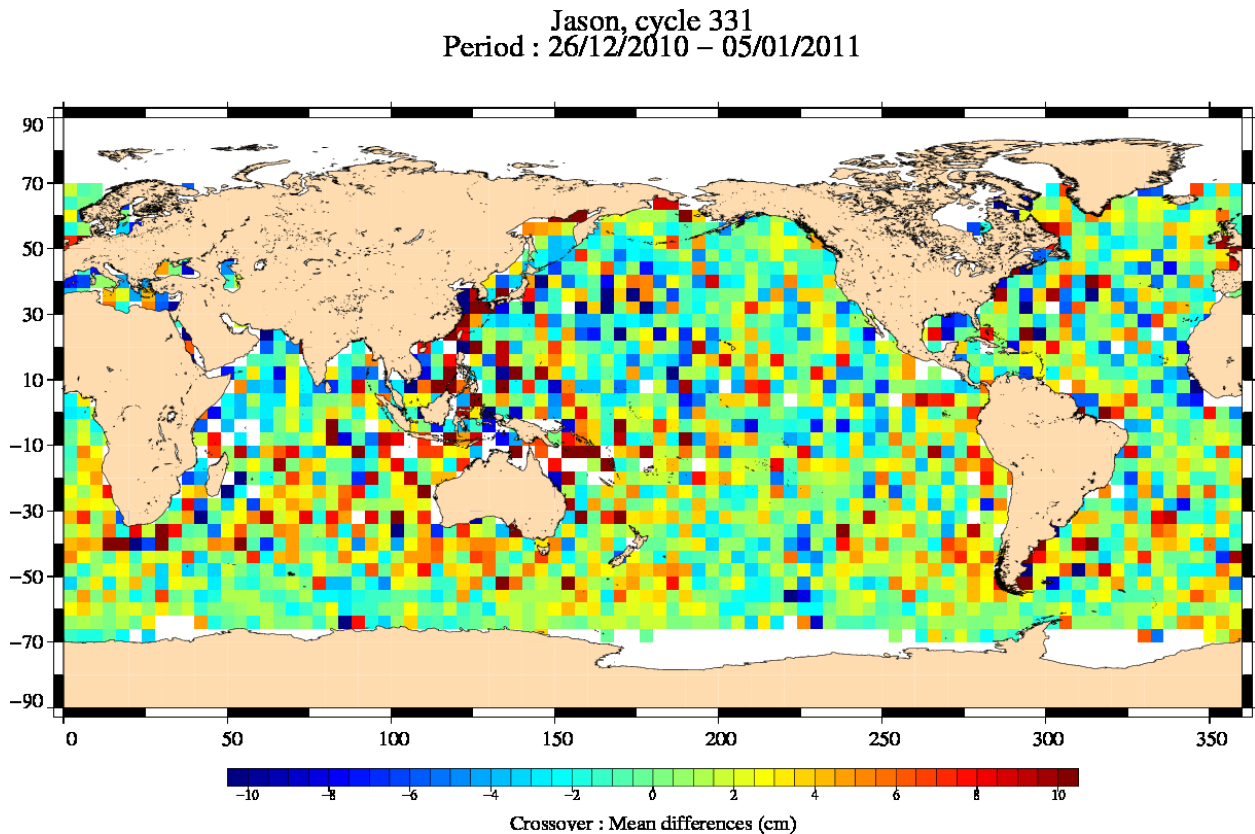 Jason, cycle 331
Period : 26/12/2010 − 05/01/2011
90
70
50
30
10
−10
−30
−50
−70
−90
0 50 100 150 200 250 300 350
−10 −8 −6 −4 −2 0 2 4 6 8 10
Crossover : Mean differences (cm)